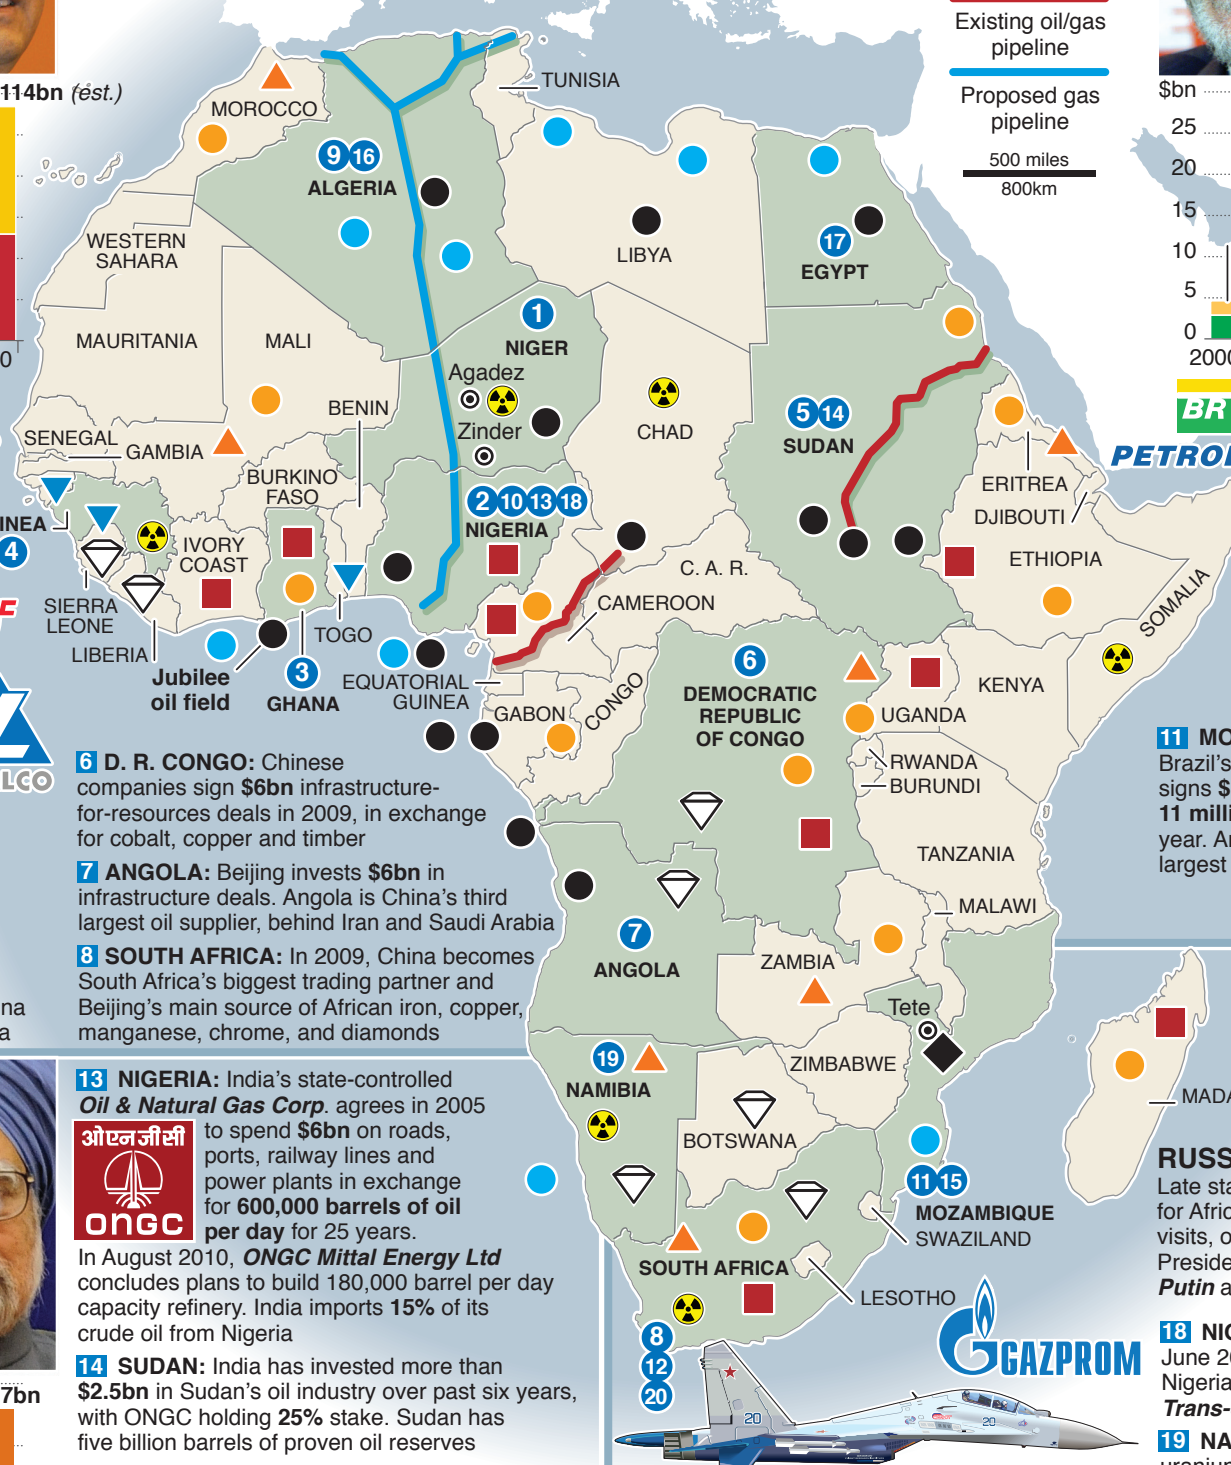 114bn (est.)
0
Existing oil/gas
pipeline
Proposed gas
pipeline
500 miles
800km
$bn
25
20
15
10
5
0
2000
BR
PETRO
TUNISIA
MOROCCO
9 16
ALGERIA
WESTERN
SAHARA
LIBYA
17
EGYPT
MAURITANIA
MALI
1
NIGER
Agadez
Zinder
BENIN
CHAD
5 14
SUDAN
SENEGAL
GAMBIA
BURKINO
FASO
ERITREA
DJIBOUTI
INEA
4
IVORY
COAST
2 10 13 18
NIGERIA
ETHIOPIA
SOMALIA
C. A. R.
CAMEROON
SIERRA
LEONE
LIBERIA
TOGO
Jubilee
oil field
3
GHANA
EQUATORIAL
GUINEA
GABON
CONGO
6
DEMOCRATIC
REPUBLIC
OF CONGO
KENYA
UGANDA
RWANDA
BURUNDI
TANZANIA
MALAWI
7
ANGOLA
ZAMBIA
Tete
ZIMBABWE
19
NAMIBIA
BOTSWANA
11 15
MOZAMBIQUE
SWAZILAND
SOUTH AFRICA
LESOTHO
8
12
20
MADA
LCO
6 D. R. CONGO: Chinese
companies sign $6bn infrastructure-
for-resources deals in 2009, in exchange
for cobalt, copper and timber
7 ANGOLA: Beijing invests $6bn in
infrastructure deals. Angola is China's third
largest oil supplier, behind Iran and Saudi Arabia
8 SOUTH AFRICA: In 2009, China becomes
South Africa's biggest trading partner and
Beijing's main source of African iron, copper,
manganese, chrome, and diamonds
na
a
13 NIGERIA: India's state-controlled
Oil & Natural Gas Corp. agrees in 2005
to spend $6bn on roads,
ports, railway lines and
power plants in exchange
for 600,000 barrels of oil
per day for 25 years.
ओएनजीसी
ongc
In August 2010, ONGC Mittal Energy Ltd
concludes plans to build 180,000 barrel per day
capacity refinery. India imports 15% of its
crude oil from Nigeria
14 SUDAN: India has invested more than
$2.5bn in Sudan's oil industry over past six years,
with ONGC holding 25% stake. Sudan has
five billion barrels of proven oil reserves
7bn
11 MO
Brazil's
signs $
11 milli
year. A
largest
RUSS
Late sta
for Afric
visits, o
Preside
Putin a
18 NIG
June 2
Nigeria
Trans-
19 NA
uranium
GAZPROM
20
20